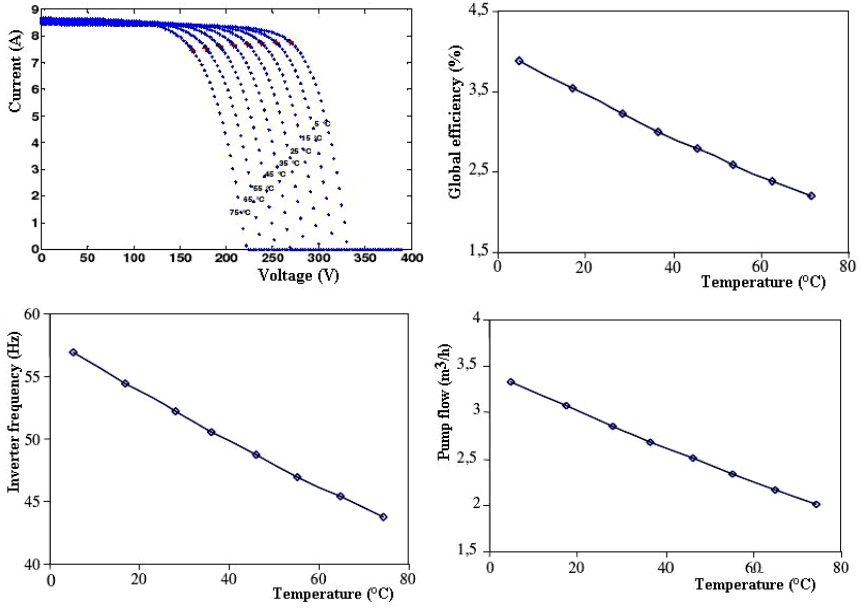 9
8
7
6
5
4
3
2
1
0
Current (A)
5 °C
15 °C
25 °C
35 °C
45 °C
55 °C
65 °C
75 °C
0 50 100 150 200 250 300 350 400
Voltage (V)
4,5
3,5
2,5
1,5
Global efficiency (%)
0 20 40 60 80
Temperature (°C)
60
55
50
45
40
Inverter frequency (Hz)
0 20 40 60 80
Temperature (°C)
4
3,5
3
2,5
2
1,5
Pump flow (m³/h)
0 20 40 60 80
Temperature (°C)